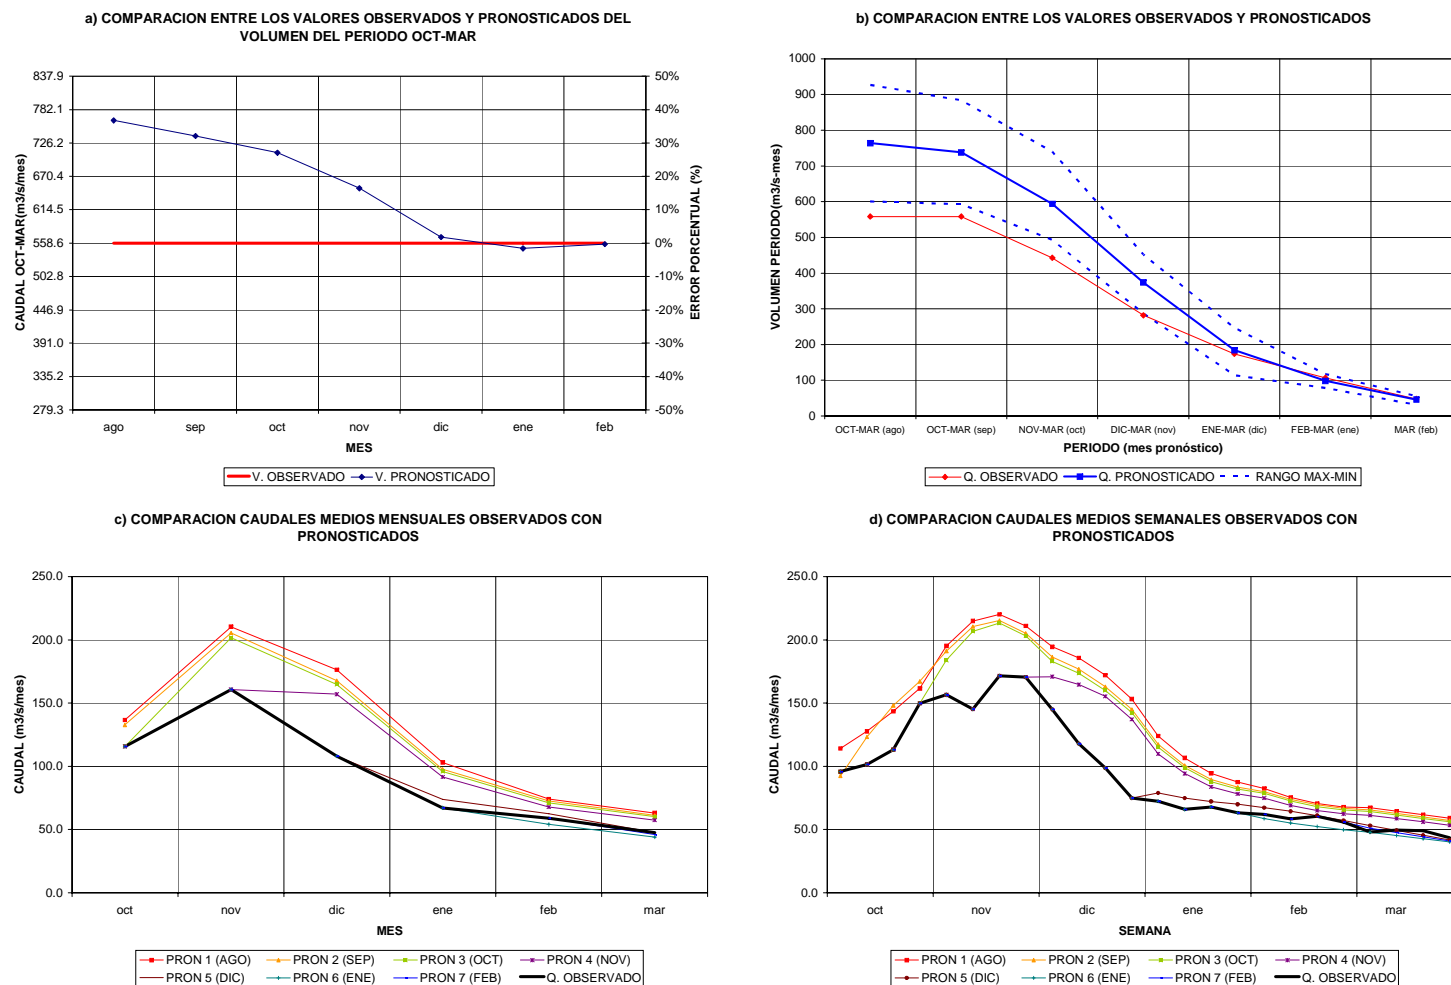 a) COMPARACION ENTRE LOS VALORES OBSERVADOS Y PRONOSTICADOS DEL
VOLUMEN DEL PERIODO OCT-MAR
837.9
782.1
726.2
670.4
614.5
558.6
502.8
446.9
391.0
335.2
279.3
50%
40%
30%
20%
10%
0%
-10%
-20%
-30%
-40%
-50%
CAUDAL OCT-MAR(m3/s/mes)
ERROR PORCENTUAL (%)
ago sep oct nov dic ene feb
MES
V. OBSERVADO V. PRONOSTICADO
b) COMPARACION ENTRE LOS VALORES OBSERVADOS Y PRONOSTICADOS
1000
900
800
700
600
500
400
300
200
100
0
VOLUMEN PERIODO(m3/s-mes)
OCT-MAR (ago) OCT-MAR (sep) NOV-MAR (oct) DIC-MAR (nov) ENE-MAR (dic) FEB-MAR (ene) MAR (feb)
PERIODO (mes pronóstico)
Q. OBSERVADO Q. PRONOSTICADO RANGO MAX-MIN
c) COMPARACION CAUDALES MEDIOS MENSUALES OBSERVADOS CON
PRONOSTICADOS
250.0
200.0
150.0
100.0
50.0
0.0
CAUDAL (m3/s/mes)
oct nov dic ene feb mar
MES
PRON 1 (AGO) PRON 2 (SEP) PRON 3 (OCT) PRON 4 (NOV)
PRON 5 (DIC) PRON 6 (ENE) PRON 7 (FEB) Q. OBSERVADO
d) COMPARACION CAUDALES MEDIOS SEMANALES OBSERVADOS CON
PRONOSTICADOS
250.0
200.0
150.0
100.0
50.0
0.0
CAUDAL (m3/s/mes)
oct nov dic ene feb mar
SEMANA
PRON 1 (AGO) PRON 2 (SEP) PRON 3 (OCT) PRON 4 (NOV)
PRON 5 (DIC) PRON 6 (ENE) PRON 7 (FEB) Q. OBSERVADO